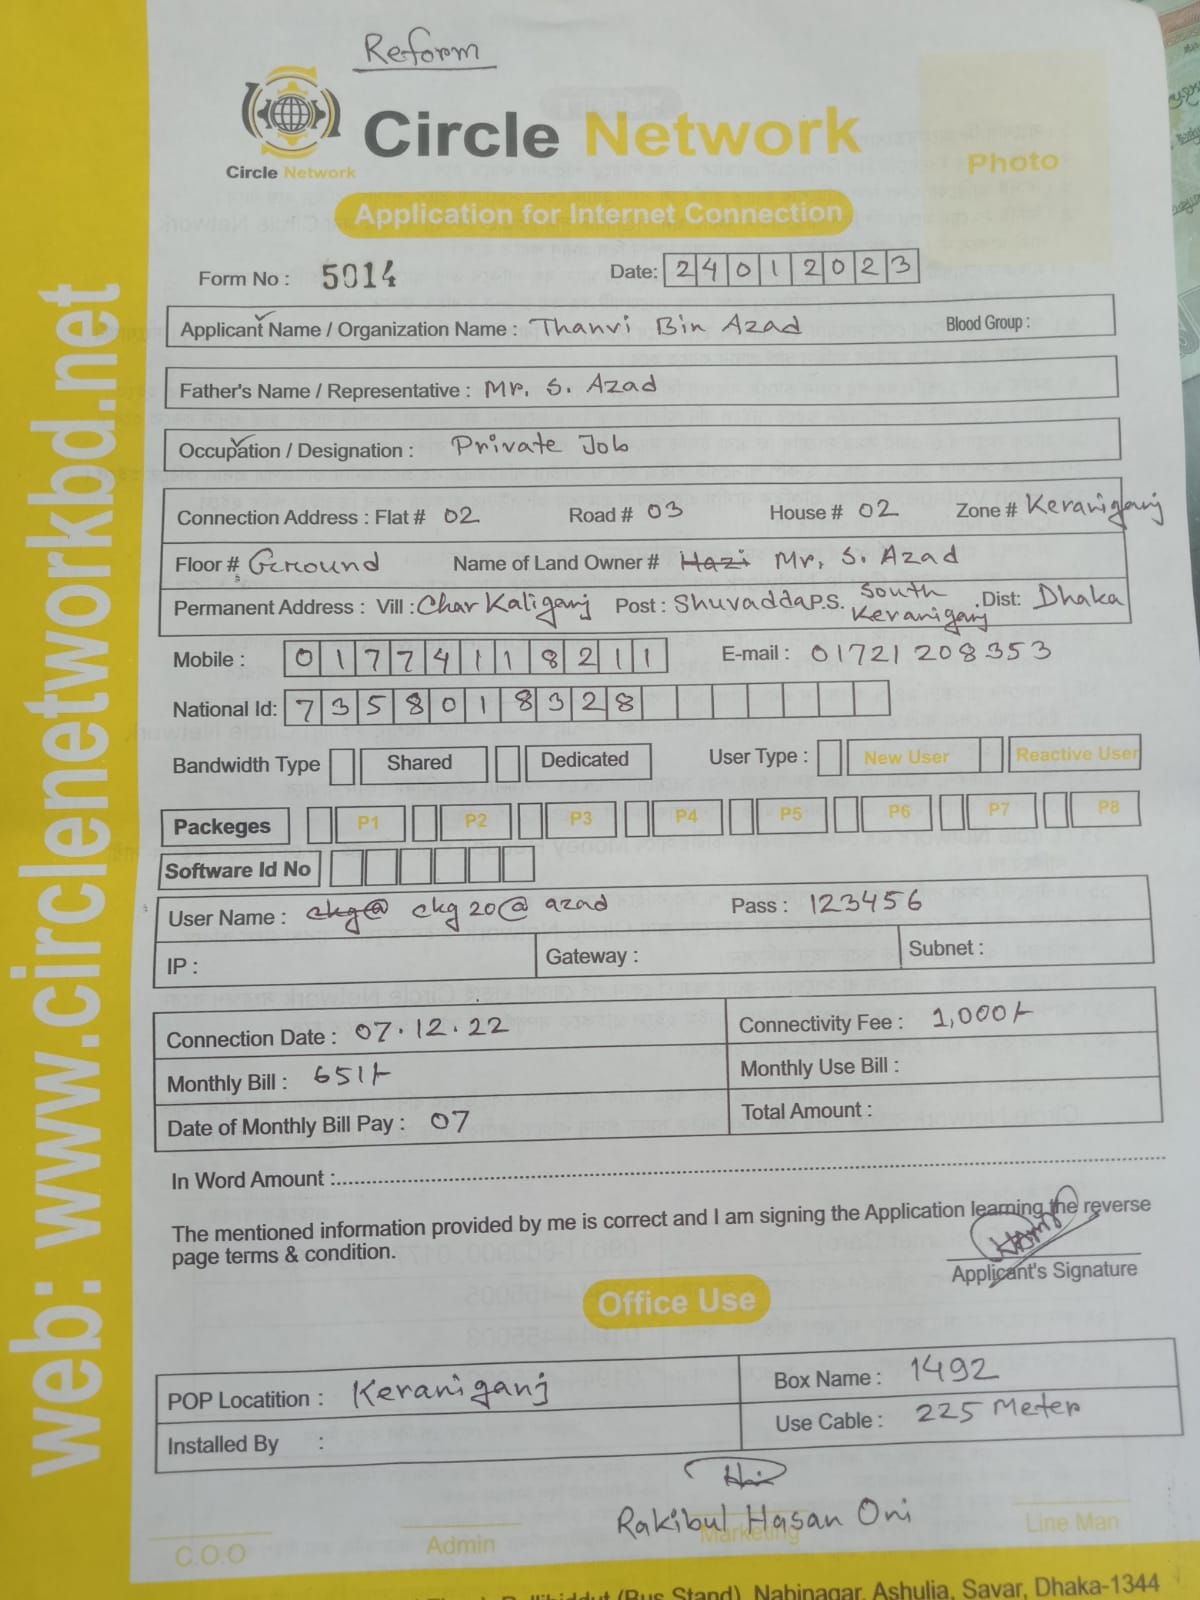 Reform
Circle Network
Circle Network
Photo
Application for Internet Connection
Form No : 5014 Date: 24012023
Applicant Name / Organization Name : Thanvi Bin Azad Blood Group :
Father's Name / Representative : Mr. S. Azad
Occupation / Designation : Private Job
Connection Address : Flat # 02 Road # 03 House # 02 Zone # Keraniganj
Floor # Ground Name of Land Owner # Hazi Mr. S. Azad
Permanent Address : Vill : Char Kaliganj Post : Shuvadda P.S. South Keraniganj .Dist: Dhaka
Mobile : 01774118211 E-mail : 01721208353
National Id: 7358018328
Bandwidth Type Shared Dedicated User Type : New User Reactive User
Packeges P1 P2 P3 P4 P5 P6 P7 P8
Software Id No
User Name : ckg@ ckg20@azad Pass : 123456
IP : Gateway : Subnet :
Connection Date : 07.12.22 Connectivity Fee : 1,000/-
Monthly Bill : 651/- Monthly Use Bill :
Date of Monthly Bill Pay : 07 Total Amount :
In Word Amount :
The mentioned information provided by me is correct and I am signing the Application learning the reverse
page terms & condition.
Applicant's Signature
Office Use
POP Locatition : Keraniganj Box Name : 1492
Installed By : Use Cable : 225 Meter
Rakibul Hasan Oni
C.O.O Admin Marketing Line Man
(Bus Stand), Nabinagar, Ashulia, Savar, Dhaka-1344
web: www.circlenetworkbd.net